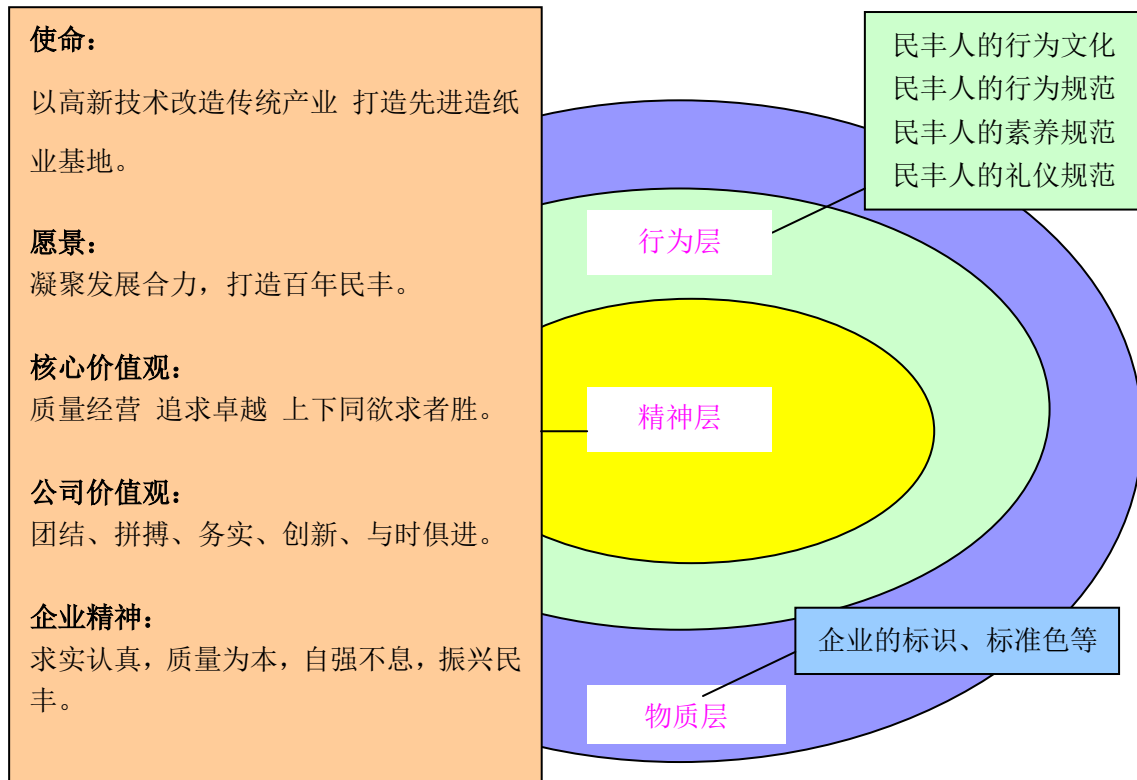 使命：
以高新技术改造传统产业 打造先进造纸
业基地。
愿景：
凝聚发展合力，打造百年民丰。
核心价值观：
质量经营 追求卓越 上下同欲求者胜。
公司价值观：
团结、拼搏、务实、创新、与时俱进。
企业精神：
求实认真，质量为本，自强不息，振兴民
丰。
民丰人的行为文化
民丰人的行为规范
民丰人的素养规范
民丰人的礼仪规范
行为层
精神层
企业的标识、标准色等
物质层